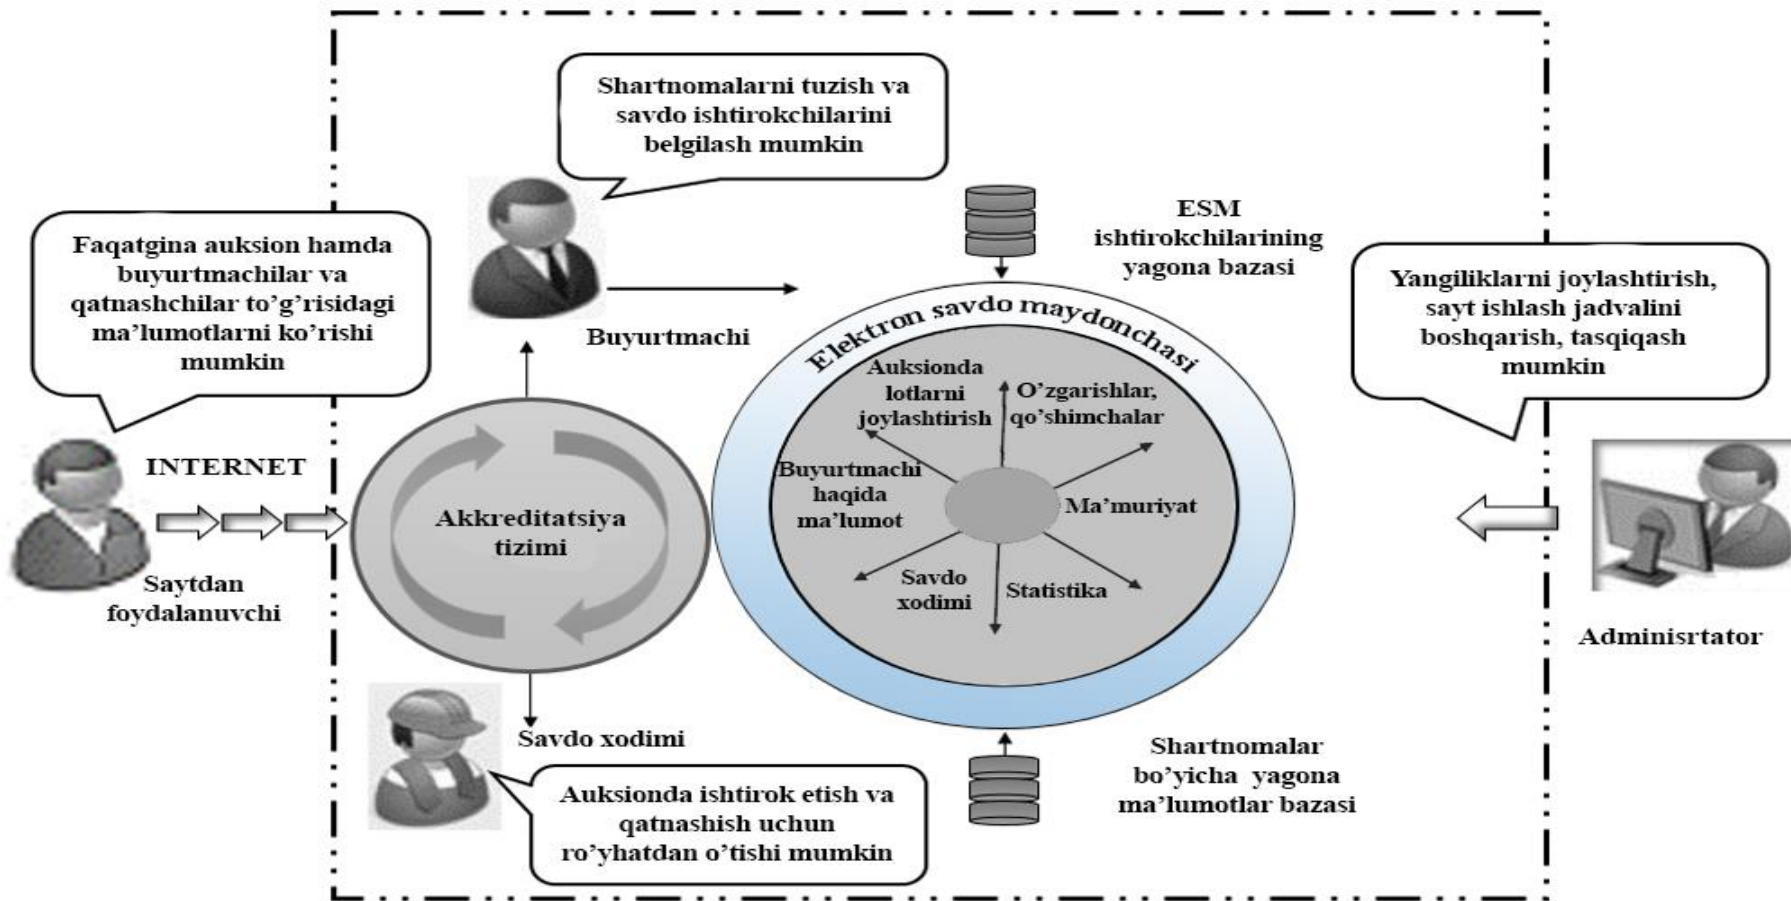 Shartnomalarni tuzish va
savdo ishtirokchilarini
belgilash mumkin
Faqatgina auksion hamda
buyurtmachilar va
qatnashchilar to’g’risidagi
ma’lumotlarni ko’rishi
mumkin
ESM
ishtirokchilarining
yagona bazasi
Yangiliklarni joylashtirish,
sayt ishlash jadvalini
boshqarish, tasqiqash
mumkin
Buyurtmachi
Elektron savdo maydonchasi
Auksionda
lotlarni
joylashtirish
O’zgarishlar,
qo’shimchalar
Buyurtmachi
haqida
ma’lumot
Ma’muriyat
Savdo
xodimi
Statistika
INTERNET
Saytdan
foydalanuvchi
Akkreditatsiya
tizimi
Adminisrtator
Savdo xodimi
Auksionda ishtirok etish va
qatnashish uchun
ro’yhatdan o’tishi mumkin
Shartnomalar
bo’yicha yagona
ma’lumotlar bazasi